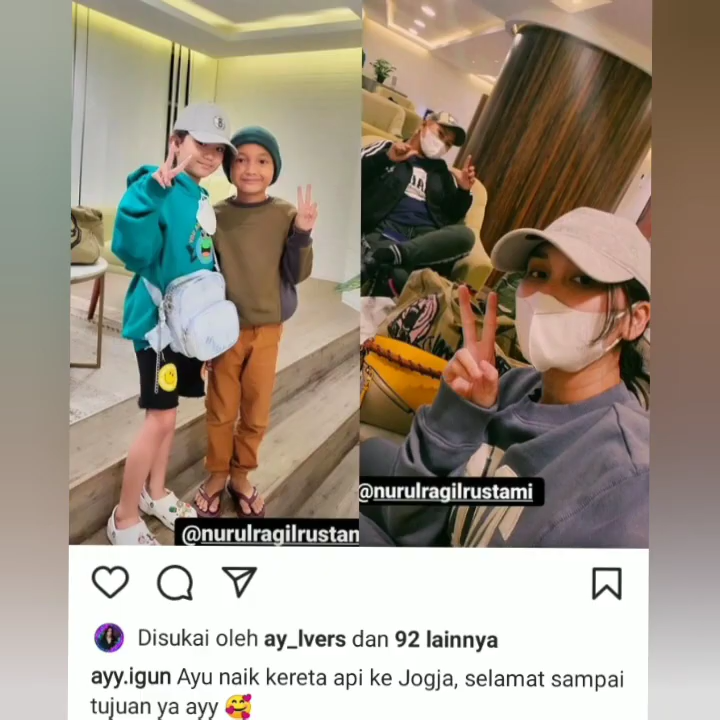 @nurulragilrustam
@nurulragilrustami
Disukai oleh ay_lvers dan 92 lainnya
ayy.igun Ayu naik kereta api ke Jogja, selamat sampai
tujuan ya ayy 🥰